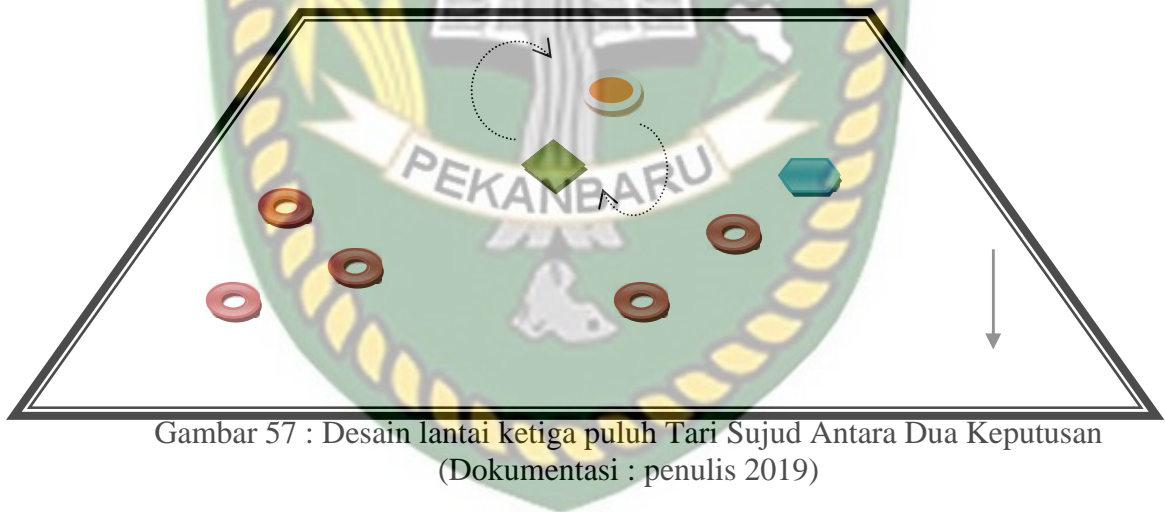 PEKANBARU
Gambar 57 : Desain lantai ketiga puluh Tari Sujud Antara Dua Keputusan
(Dokumentasi : penulis 2019)